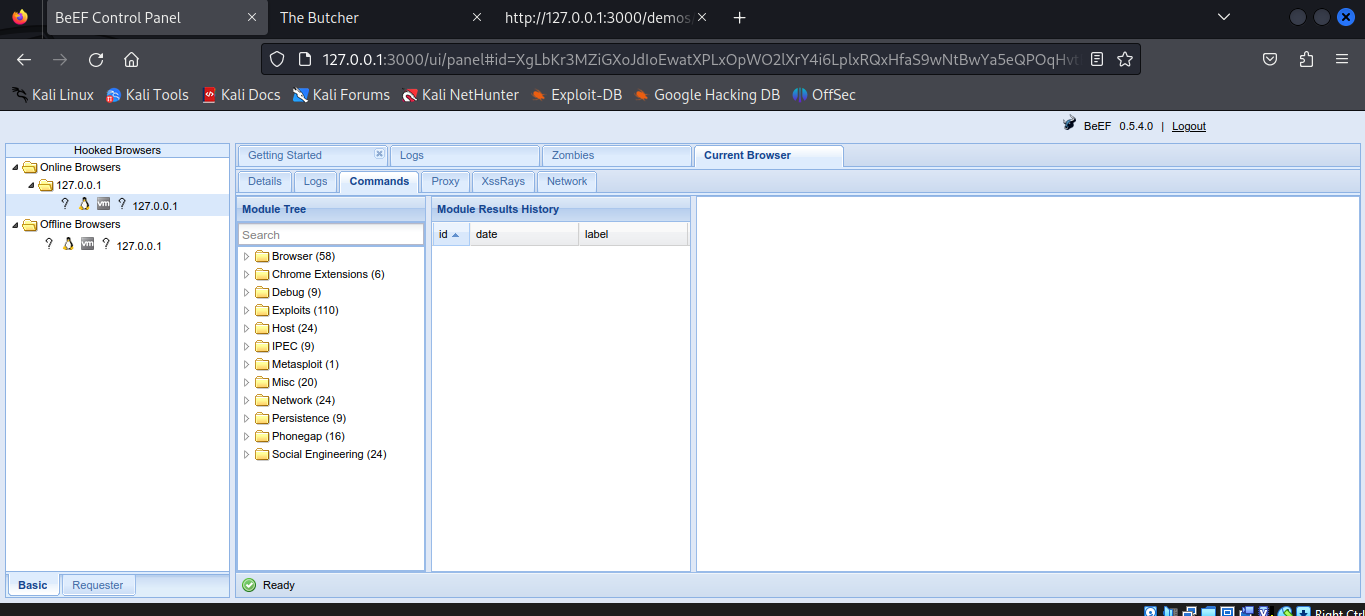 BeEF Control Panel
The Butcher
http://127.0.0.1:3000/demos
127.0.0.1:3000/ui/panel#id=XgLbKr3MZiGXoJdIoEwatXPLxOpWO2lXrY4i6LplxRQxHfaS9wNtBwYa5eQPOqHvt
Kali Linux Kali Tools Kali Docs Kali Forums Kali NetHunter Exploit-DB Google Hacking DB OffSec
BeEF 0.5.4.0 | Logout
Hooked Browsers
Online Browsers
127.0.0.1
? vm ? 127.0.0.1
Offline Browsers
? vm ? 127.0.0.1
Basic Requester
Getting Started Logs Zombies Current Browser
Details Logs Commands Proxy XssRays Network
Module Tree
Search
Browser (58)
Chrome Extensions (6)
Debug (9)
Exploits (110)
Host (24)
IPEC (9)
Metasploit (1)
Misc (20)
Network (24)
Persistence (9)
Phonegap (16)
Social Engineering (24)
Module Results History
id date label
Ready
Right Ctrl